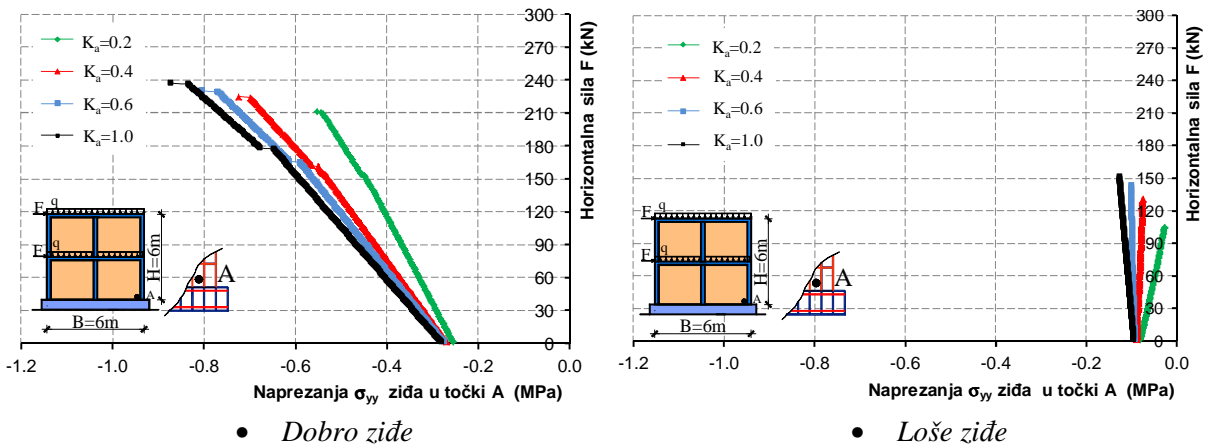 300
270
240
210
180
150
120
90
60
30
0
Horizontalna sila F (kN)
Ka=0.2
Ka=0.4
Ka=0.6
Ka=1.0
q
F
q
F
H=6m
A
B=6m
A
-1.2 -1.0 -0.8 -0.6 -0.4 -0.2 0.0
Naprezanja σyy ziđa u točki A (MPa)
• Dobro ziđe
300
270
240
210
180
150
120
90
60
30
0
Horizontalna sila F (kN)
Ka=0.2
Ka=0.4
Ka=0.6
Ka=1.0
q
F
q
F
H=6m
A
B=6m
A
-1.2 -1.0 -0.8 -0.6 -0.4 -0.2 0.0
Naprezanja σyy ziđa u točki A (MPa)
• Loše ziđe